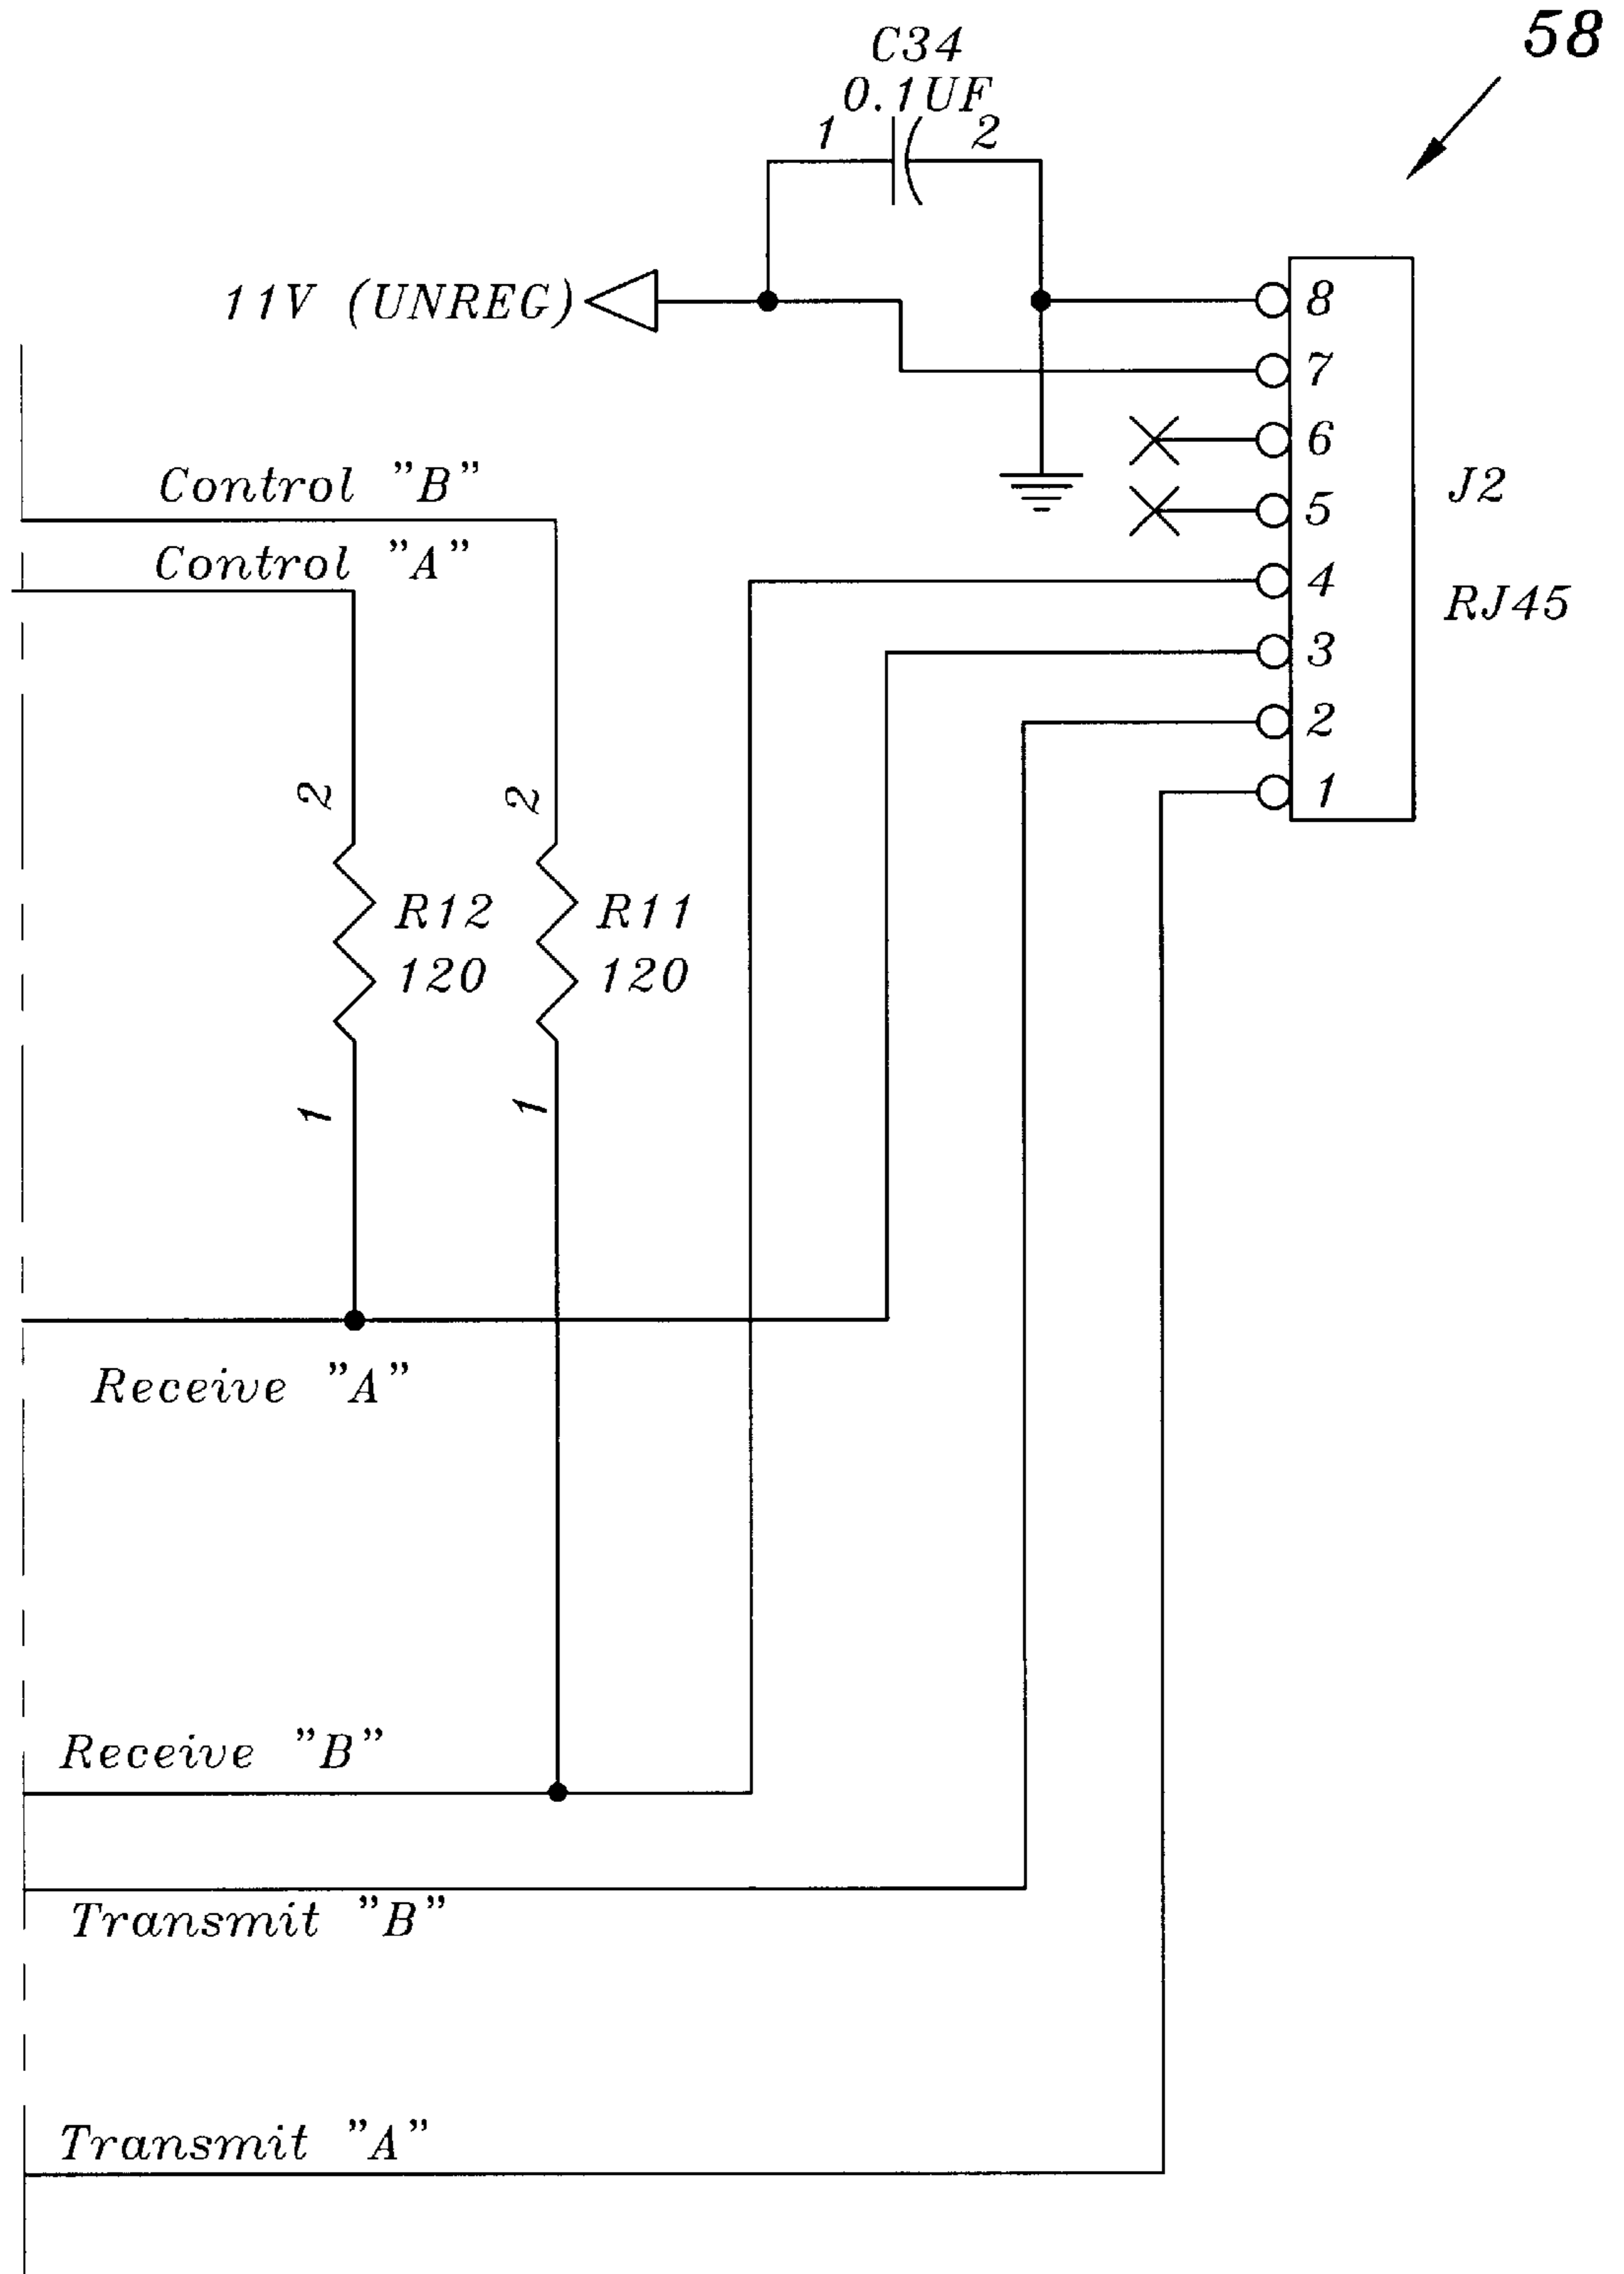 58
C34
0.1UF
1 2
11V (UNREG)
8
7
6
5
4
3
2
1
J2
RJ45
Control "B"
Control "A"
2 2
R12 R11
120 120
1 1
Receive "A"
Receive "B"
Transmit "B"
Transmit "A"